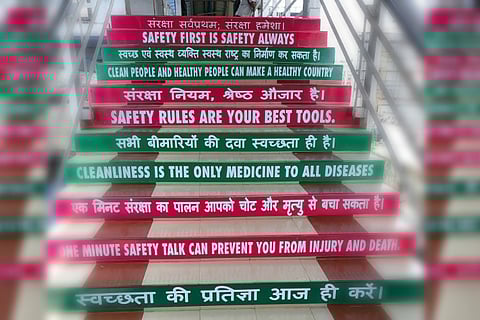 संरक्षा सर्वप्रथम; संरक्षा हमेशा।
SAFETY FIRST IS SAFETY ALWAYS
स्वच्छ एवं स्वस्थ व्यक्ति स्वस्थ राष्ट्र का निर्माण कर सकता है।
CLEAN PEOPLE AND HEALTHY PEOPLE CAN MAKE A HEALTHY COUNTRY
संरक्षा नियम, श्रेष्ठ औजार है।
SAFETY RULES ARE YOUR BEST TOOLS.
सभी बीमारियों की दवा स्वच्छता ही है।
CLEANLINESS IS THE ONLY MEDICINE TO ALL DISEASES
एक मिनट संरक्षा का पालन आपको चोट और मृत्यु से बचा सकता है।
ONE MINUTE SAFETY TALK CAN PREVENT YOU FROM INJURY AND DEATH.
स्वच्छता की प्रतिज्ञा आज ही करें।